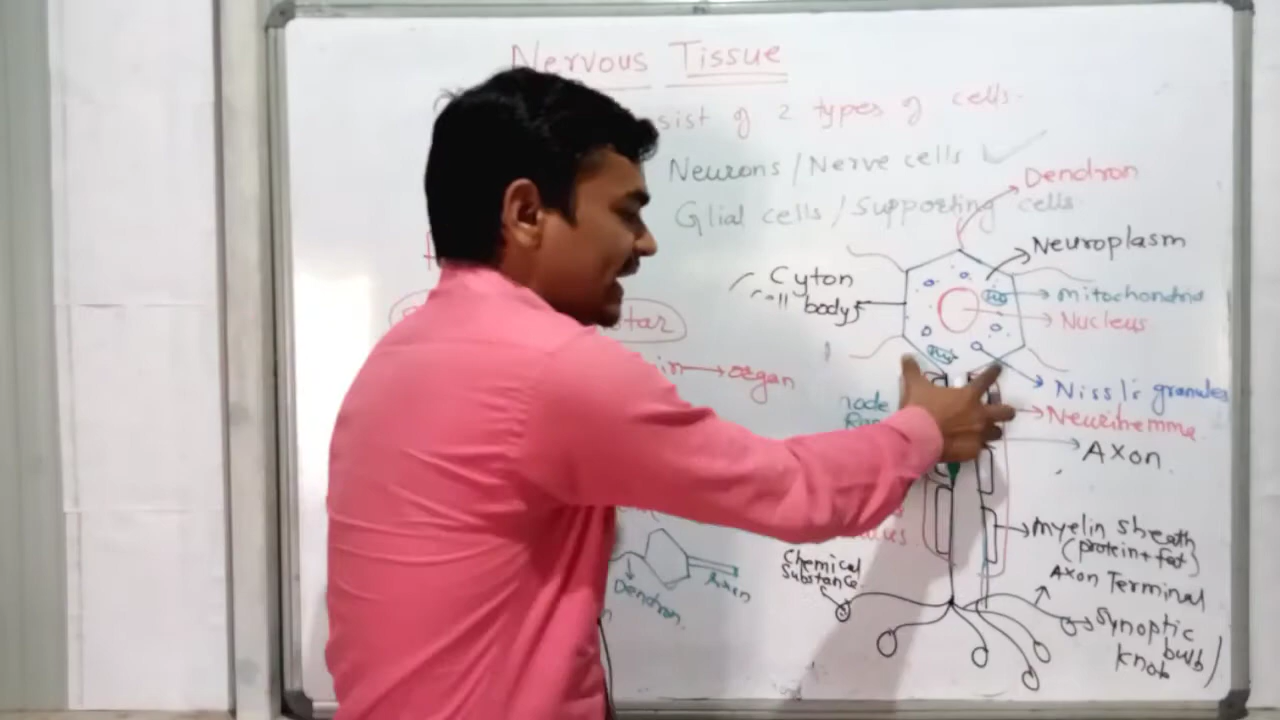 Nervous Tissue
sist of 2 types of cells.
Neurons / Nerve cells
Glial cells / Supporting cells
Dendron
Neuroplasm
Cyton
body
mitochondria
Nucleus
organ
Nissl's granules
node
Neurilemma
Axon
myelin sheath
(protein + fat)
Chemical
Substance
Axon Terminal
Dendron
Axon
Synoptic
bulb /
Knob